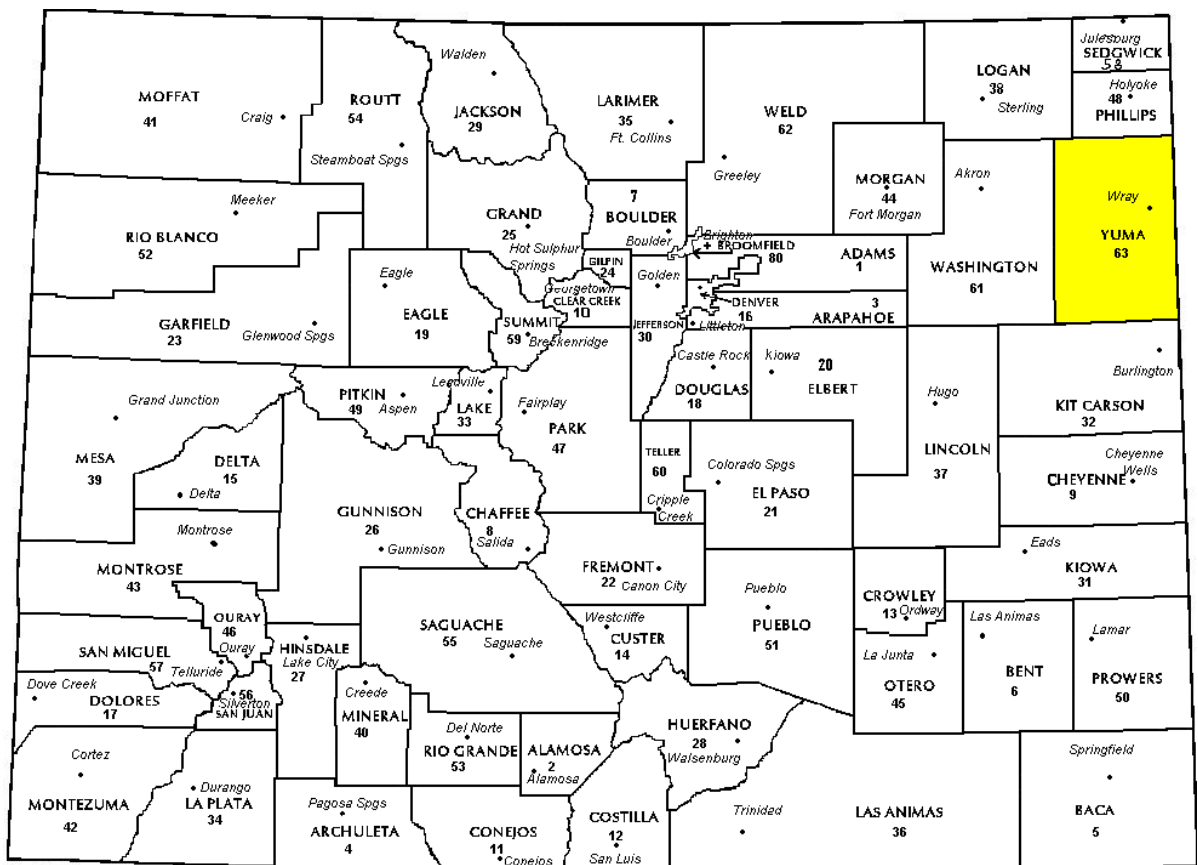 Julesburg
SEDGWICK
58
Walden
LOGAN
38
Sterling
Holyoke
48
PHILLIPS
MOFFAT
41
Craig
ROUTT
54
Steamboat Spgs
JACKSON
29
LARIMER
35
Ft. Collins
WELD
62
Greeley
MORGAN
44
Fort Morgan
Akron
WASHINGTON
61
Wray
YUMA
63
Meeker
RIO BLANCO
52
GRAND
25
Hot Sulphur
Springs
7
BOULDER
Boulder
Brighton
+ BROOMFIELD
80
ADAMS
1
GILPIN
24
Golden
Georgetown
CLEAR CREEK
10
DENVER
16
3
ARAPAHOE
Littleton
JEFFERSON
30
Eagle
EAGLE
19
SUMMIT
59
Breckenridge
GARFIELD
23
Glenwood Spgs
Castle Rock
DOUGLAS
18
kiowa
20
ELBERT
Hugo
LINCOLN
37
Burlington
KIT CARSON
32
Grand Junction
MESA
39
PITKIN
49
Aspen
Leadville
LAKE
33
Fairplay
PARK
47
TELLER
60
Cripple
Creek
Colorado Spgs
EL PASO
21
Cheyenne
Wells
CHEYENNE
9
DELTA
15
Delta
GUNNISON
26
Gunnison
CHAFFEE
8
Salida
Montrose
MONTROSE
43
FREMONT
22
Canon City
Pueblo
PUEBLO
51
CROWLEY
13
Ordway
Eads
KIOWA
31
OURAY
46
Ouray
SAN MIGUEL
57
Telluride
HINSDALE
Lake City
27
SAGUACHE
55
Saguache
Westcliffe
CUSTER
14
La Junta
OTERO
45
Las Animas
BENT
6
Lamar
PROWERS
50
Dove Creek
DOLORES
17
56
Silverton
SAN JUAN
Creede
MINERAL
40
Del Norte
RIO GRANDE
53
ALAMOSA
2
Alamosa
HUERFANO
28
Walsenburg
Cortez
MONTEZUMA
42
Durango
LA PLATA
34
Pagosa Spgs
ARCHULETA
4
CONEJOS
11
Conejos
COSTILLA
12
San Luis
Trinidad
LAS ANIMAS
36
Springfield
BACA
5